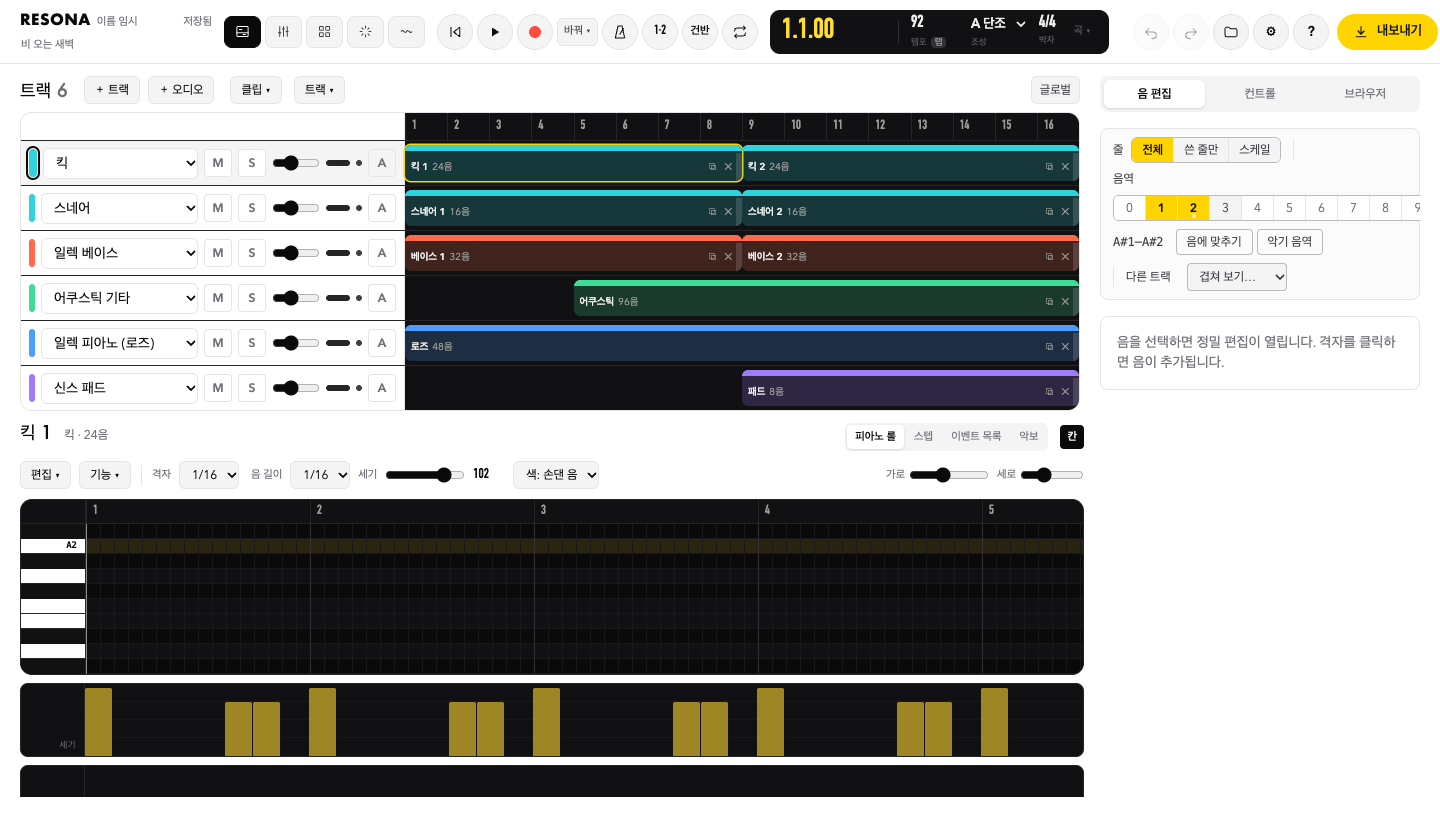 RESONA 이름 임시 저장됨
비 오는 새벽
바꿔 ▾ 1·2 건반
1.1.00 92 템포 탭 A 단조 조성 4/4 박자 곡 ▾
? 내보내기
트랙 6 + 트랙 + 오디오 클립 ▾ 트랙 ▾ 글로벌
1 2 3 4 5 6 7 8 9 10 11 12 13 14 15 16
킥 M S A 킥 1 24음 킥 2 24음
스네어 M S A 스네어 1 16음 스네어 2 16음
일렉 베이스 M S A 베이스 1 32음 베이스 2 32음
어쿠스틱 기타 M S A 어쿠스틱 96음
일렉 피아노 (로즈) M S A 로즈 48음
신스 패드 M S A 패드 8음
킥 1 킥 · 24음 피아노 롤 스텝 이벤트 목록 악보 칸
편집 ▾ 기능 ▾ 격자 1/16 음 길이 1/16 세기 102 색: 손댄 음 가로 세로
1 2 3 4 5
A2
세기
음 편집 컨트롤 브라우저
줄 전체 쓴 줄만 스케일
음역
0 1 2 3 4 5 6 7 8 9
A#1–A#2 음에 맞추기 악기 음역
다른 트랙 겹쳐 보기…
음을 선택하면 정밀 편집이 열립니다. 격자를 클릭하
면 음이 추가됩니다.